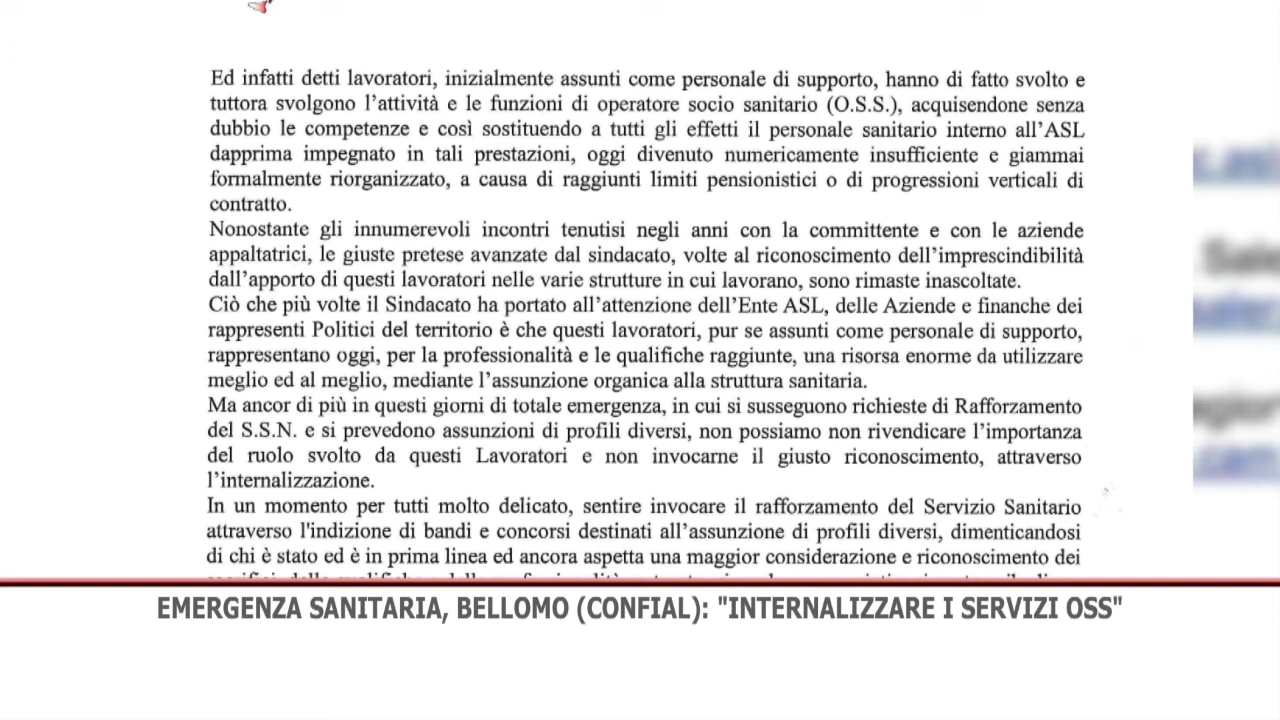 Ed infatti detti lavoratori, inizialmente assunti come personale di supporto, hanno di fatto svolto e
tuttora svolgono l'attività e le funzioni di operatore socio sanitario (O.S.S.), acquisendone senza
dubbio le competenze e così sostituendo a tutti gli effetti il personale sanitario interno all'ASL
dapprima impegnato in tali prestazioni, oggi divenuto numericamente insufficiente e giammai
formalmente riorganizzato, a causa di raggiunti limiti pensionistici o di progressioni verticali di
contratto.
Nonostante gli innumerevoli incontri tenutisi negli anni con la committente e con le aziende
appaltatrici, le giuste pretese avanzate dal sindacato, volte al riconoscimento dell'imprescindibilità
dall'apporto di questi lavoratori nelle varie strutture in cui lavorano, sono rimaste inascoltate.
Ciò che più volte il Sindacato ha portato all'attenzione dell'Ente ASL, delle Aziende e finanche dei
rappresenti Politici del territorio è che questi lavoratori, pur se assunti come personale di supporto,
rappresentano oggi, per la professionalità e le qualifiche raggiunte, una risorsa enorme da utilizzare
meglio ed al meglio, mediante l'assunzione organica alla struttura sanitaria.
Ma ancor di più in questi giorni di totale emergenza, in cui si susseguono richieste di Rafforzamento
del S.S.N. e si prevedono assunzioni di profili diversi, non possiamo non rivendicare l'importanza
del ruolo svolto da questi Lavoratori e non invocarne il giusto riconoscimento, attraverso
l'internalizzazione.
In un momento per tutti molto delicato, sentire invocare il rafforzamento del Servizio Sanitario
attraverso l'indizione di bandi e concorsi destinati all'assunzione di profili diversi, dimenticandosi
di chi è stato ed è in prima linea ed ancora aspetta una maggior considerazione e riconoscimento dei
EMERGENZA SANITARIA, BELLOMO (CONFIAL): "INTERNALIZZARE I SERVIZI OSS"